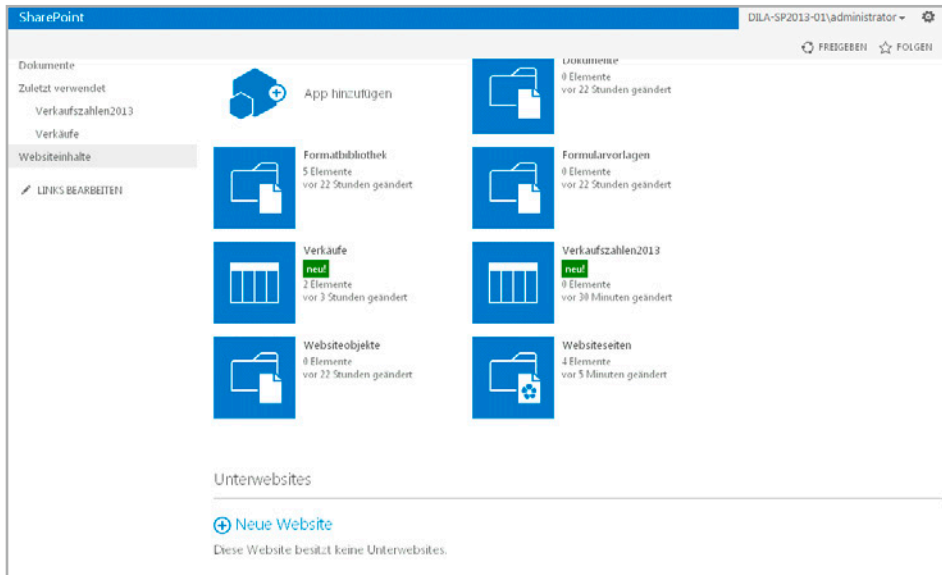 SharePoint
DILA-SP2013-01\administrator
FREIGEBEN FOLGEN
Dokumente
Zuletzt verwendet
Verkaufszahlen2013
Verkäufe
Websiteinhalte
LINKS BEARBEITEN
App hinzufügen
Dokumente
0 Elemente
vor 22 Stunden geändert
Formatbibliothek
5 Elemente
vor 22 Stunden geändert
Formularvorlagen
0 Elemente
vor 22 Stunden geändert
Verkäufe
neu!
2 Elemente
vor 3 Stunden geändert
Verkaufszahlen2013
neu!
0 Elemente
vor 30 Minuten geändert
Websiteobjekte
0 Elemente
vor 22 Stunden geändert
Websiteseiten
4 Elemente
vor 5 Minuten geändert
Unterwebsites
Neue Website
Diese Website besitzt keine Unterwebsites.